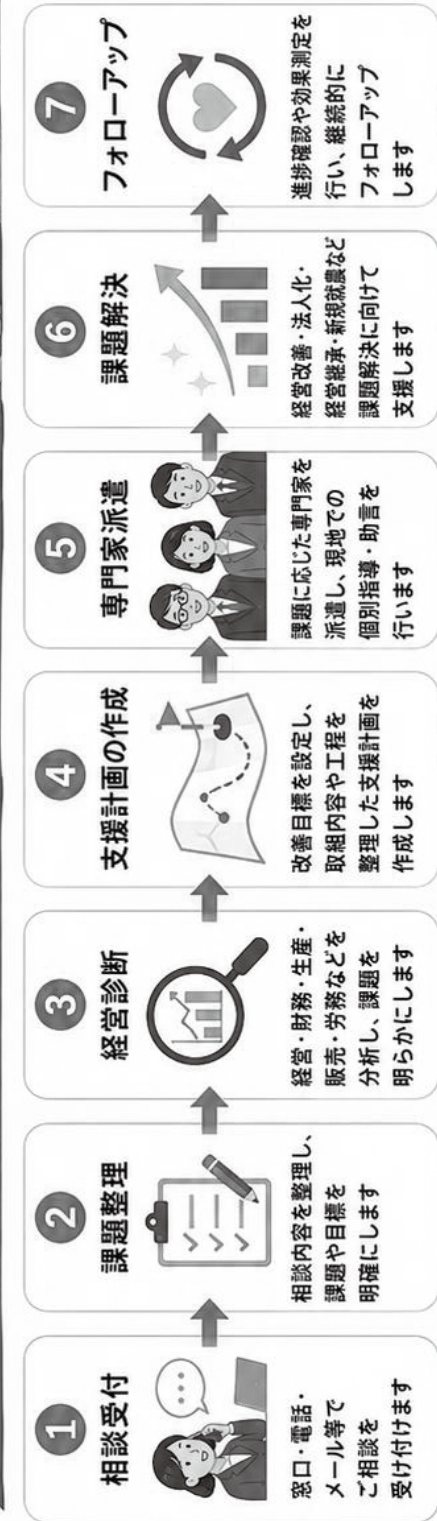 1
相談受付
窓口・電話・
メール等で
ご相談を
受け付けます
2
課題整理
相談内容を整理し、
課題や目標を
明確にします
3
経営診断
経営・財務・生産・
販売・労務などを
分析し、課題を
明らかにします
4
支援計画の作成
改善目標を設定し、
取組内容や工程を
整理した支援計画を
作成します
5
専門家派遣
課題に応じた専門家を
派遣し、現地での
個別指導・助言を
行います
6
課題解決
経営改善・法人化・
経営継承・新規就農など
課題解決に向けて
支援します
7
フォローアップ
進捗確認や効果測定を
行い、継続的に
フォローアップ
します